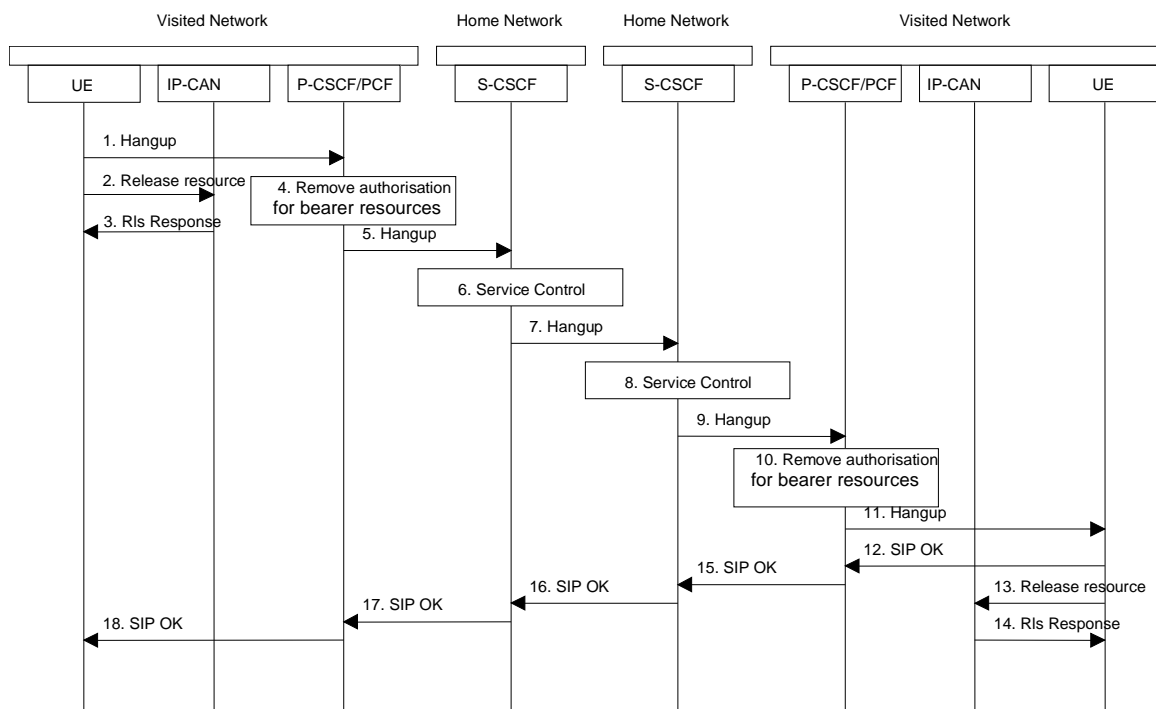 Visited Network
Home Network
Home Network
Visited Network
UE
IP-CAN
P-CSCF/PCF
S-CSCF
S-CSCF
P-CSCF/PCF
IP-CAN
UE
1. Hangup
2. Release resource
3. Rls Response
4. Remove authorisation
for bearer resources
5. Hangup
6. Service Control
7. Hangup
8. Service Control
9. Hangup
10. Remove authorisation
for bearer resources
11. Hangup
12. SIP OK
13. Release resource
14. Rls Response
15. SIP OK
16. SIP OK
17. SIP OK
18. SIP OK